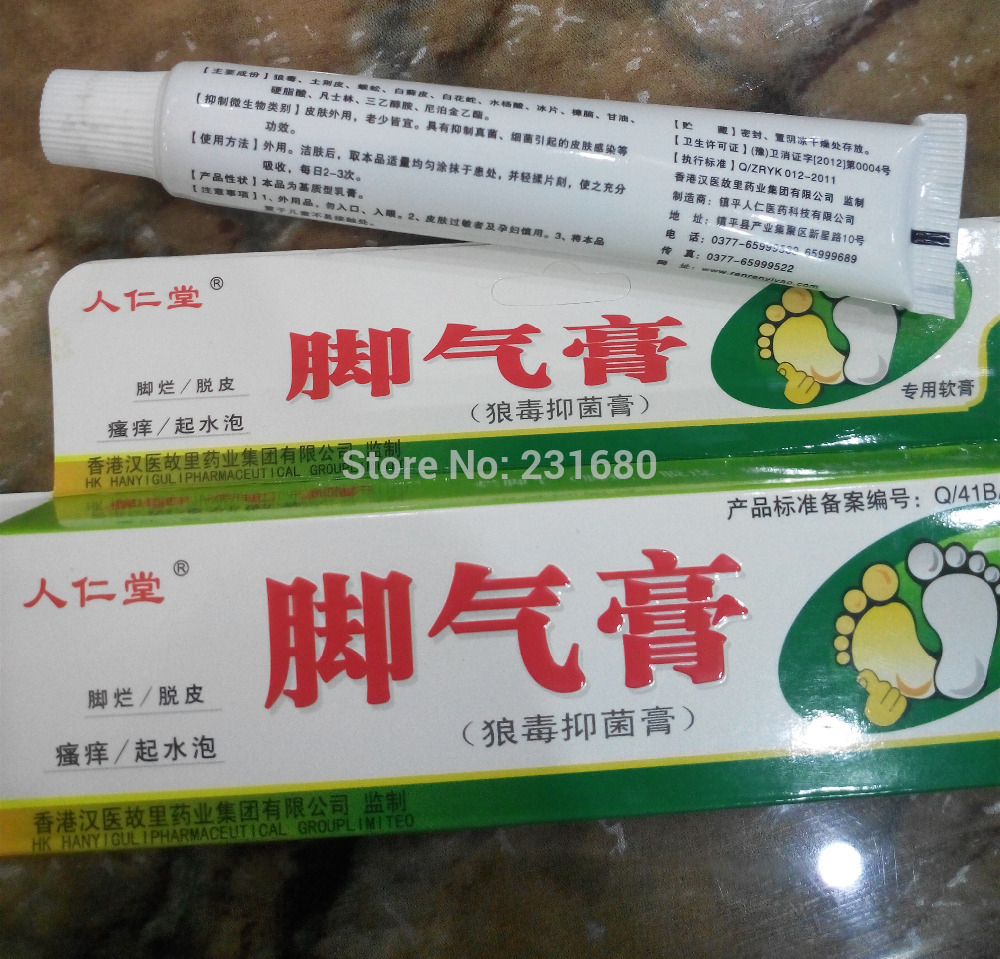 【主要成份】狼毒、土荆皮、蜈蚣、白藓皮、白花蛇、水杨酸、冰片、樟脑、甘油、
硬脂酸、凡士林、三乙醇胺、尼泊金乙酯。
【抑制微生物类别】皮肤外用，老少皆宜。具有抑制真菌、细菌引起的皮肤感染等
功效。
【使用方法】外用。洁肤后，取本品适量均匀涂抹于患处，并轻揉片刻，使之充分
吸收，每日2-3次。
【产品性状】本品为基质型乳膏。
【注意事项】1、外用品，勿入口、入眼。2、皮肤过敏者及孕妇慎用。3、将本品
置于儿童不易接触处。
【贮 藏】密封、置阴凉干燥处存放。
【卫生许可证】(豫)卫消证字[2012]第0004号
【执行标准】Q/ZRYK 012-2011
香港汉医故里药业集团有限公司 监制
制造商：镇平人仁医药科技有限公司
地 址：镇平县产业集聚区新星路10号
电 话：0377-65999689
传 真：0377-65999522
网 址：www.renrenyiyao.com
人仁堂®
脚气膏
脚烂/脱皮
瘙痒/起水泡
（狼毒抑菌膏）
专用软膏
香港汉医故里药业集团有限公司 监制
HK HANYIGULIPHARMACEUTICAL GROUP
Store No: 231680
产品标准备案编号：Q/41B
人仁堂®
脚气膏
脚烂/脱皮
瘙痒/起水泡
（狼毒抑菌膏）
香港汉医故里药业集团有限公司 监制
HK HANYIGULIPHARMACEUTICAL GROUPLIMITEO